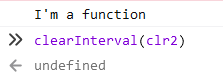 I'm a function
clearInterval(clr2)
undefined